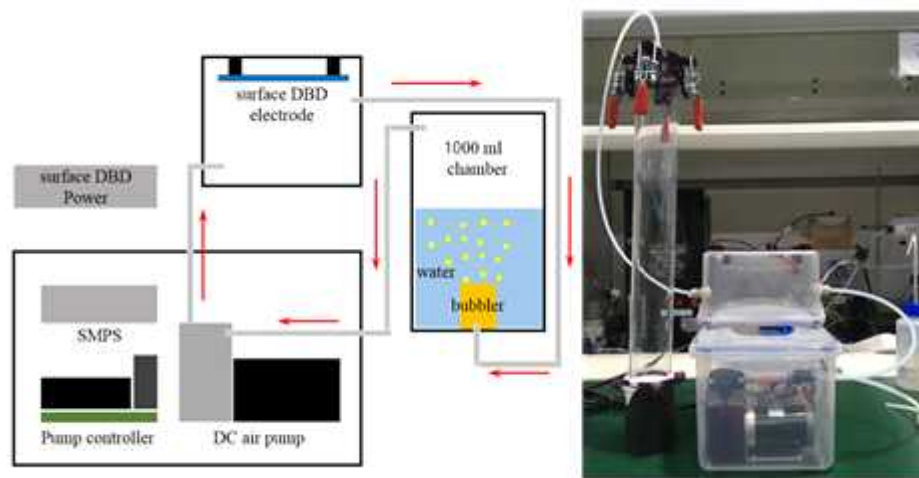 surface DBD
electrode
1000 ml
chamber
surface DBD
Power
water
bubbler
SMPS
Pump controller
DC air pump